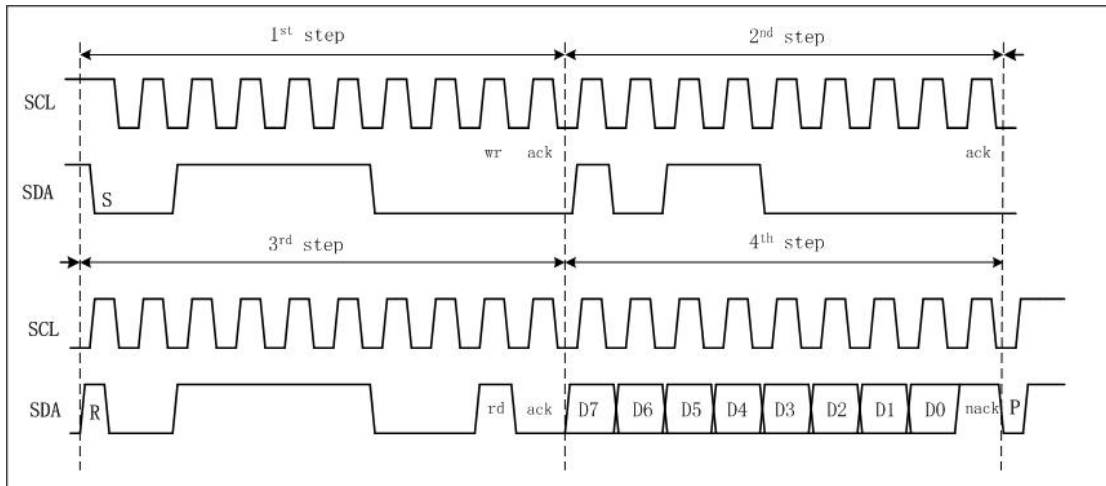 1st step 2nd step
SCL
wr ack ack
SDA S
3rd step 4th step
SCL
SDA R rd ack D7 D6 D5 D4 D3 D2 D1 D0 nack P